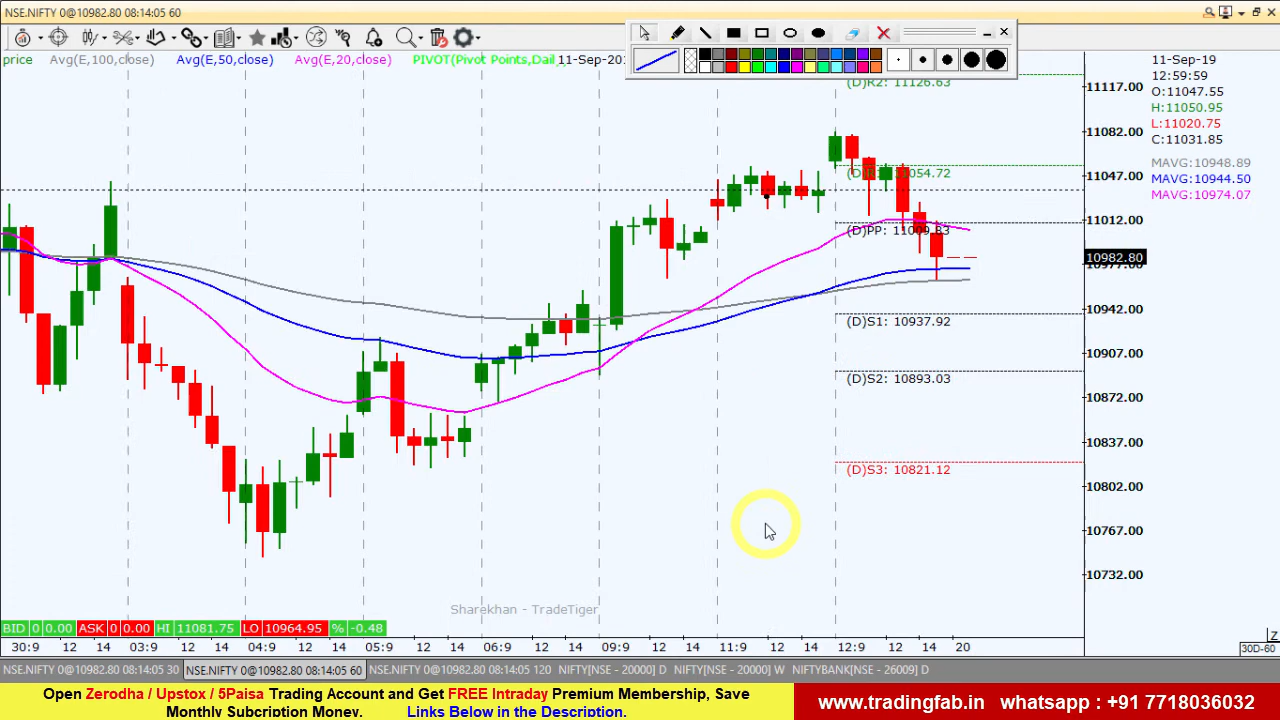 NSE.NIFTY 0@10982.80 08:14:05 60
price Avg(E,100,close) Avg(E,50,close) Avg(E,20,close) PIVOT(Pivot Points,Dail 11-Sep-20
11-Sep-19
12:59:59
O:11047.55
H:11050.95
L:11020.75
C:11031.85
MAVG:10948.89
MAVG:10944.50
MAVG:10974.07
(D)R2: 11126.63
11054.72
(D)PP: 11009.83
(D)S1: 10937.92
(D)S2: 10893.03
(D)S3: 10821.12
11117.00
11082.00
11047.00
11012.00
10982.80
10942.00
10907.00
10872.00
10837.00
10802.00
10767.00
10732.00
Sharekhan - TradeTiger
BID 0 0.00 ASK 0 0.00 HI 11081.75 LO 10964.95 % -0.48
30:9 12 14 03:9 12 14 04:9 12 14 05:9 12 14 06:9 12 14 09:9 12 14 11:9 12 14 12:9 12 14 20
Z
30D-60
NSE.NIFTY 0@10982.80 08:14:05 30 NSE.NIFTY 0@10982.80 08:14:05 60 NSE.NIFTY 0@10982.80 08:14:05 120 NIFTY[NSE - 20000] D NIFTY[NSE - 20000] W NIFTYBANK[NSE - 26009] D
Open Zerodha / Upstox / 5Paisa Trading Account and Get FREE Intraday Premium Membership, Save
Monthly Subcription Money. Links Below in the Description.
www.tradingfab.in whatsapp : +91 7718036032